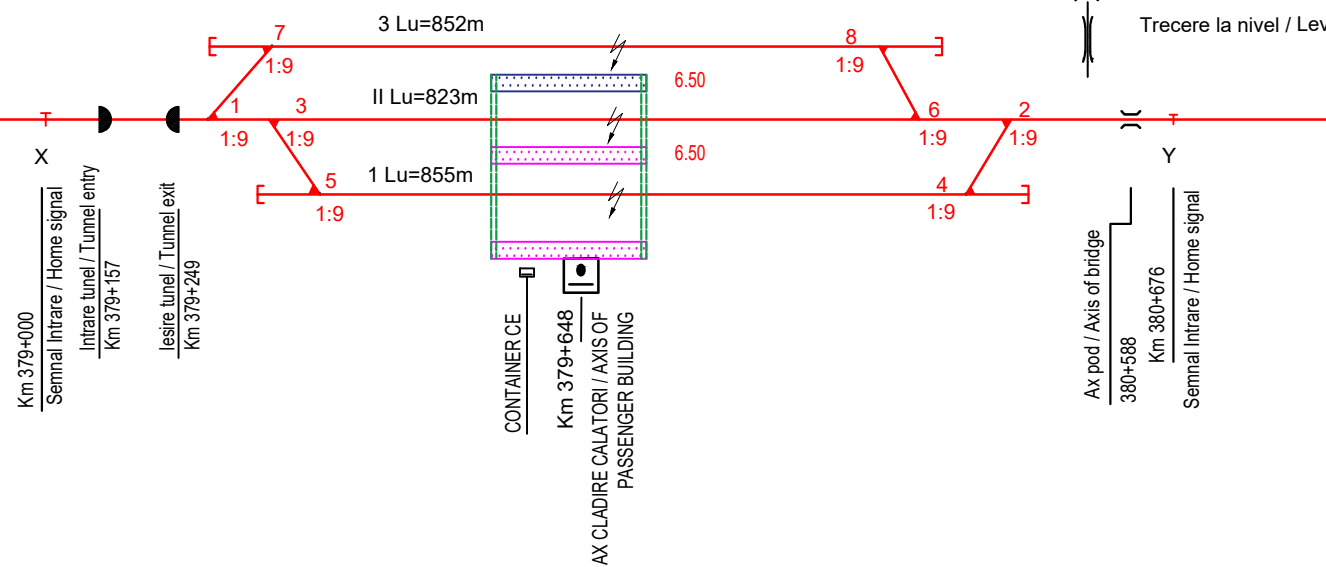 Trecere la nivel / Lev
3 Lu=852m
7
8
1:9
1:9
6.50
II Lu=823m
1
3
6
2
1:9
1:9
1:9
1:9
6.50
X
Y
1 Lu=855m
5
4
1:9
1:9
Km 379+000
Semnal Intrare / Home signal
Intrare tunel / Tunnel entry
Km 379+157
Iesire tunel / Tunnel exit
Km 379+249
CONTAINER CE
Km 379+648
AX CLADIRE CALATORI / AXIS OF
PASSENGER BUILDING
Ax pod / Axis of bridge
380+588
Km 380+676
Semnal Intrare / Home signal